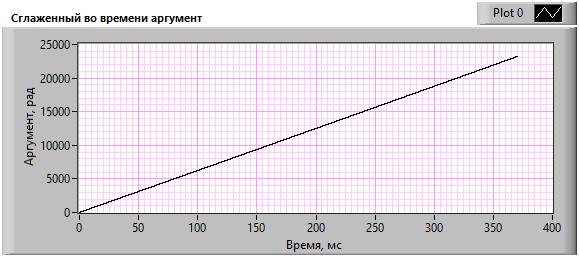 Plot 0
Сглаженный во времени аргумент
25000
20000
15000
10000
5000
0
Аргумент, рад
0 50 100 150 200 250 300 350 400
Время, мс